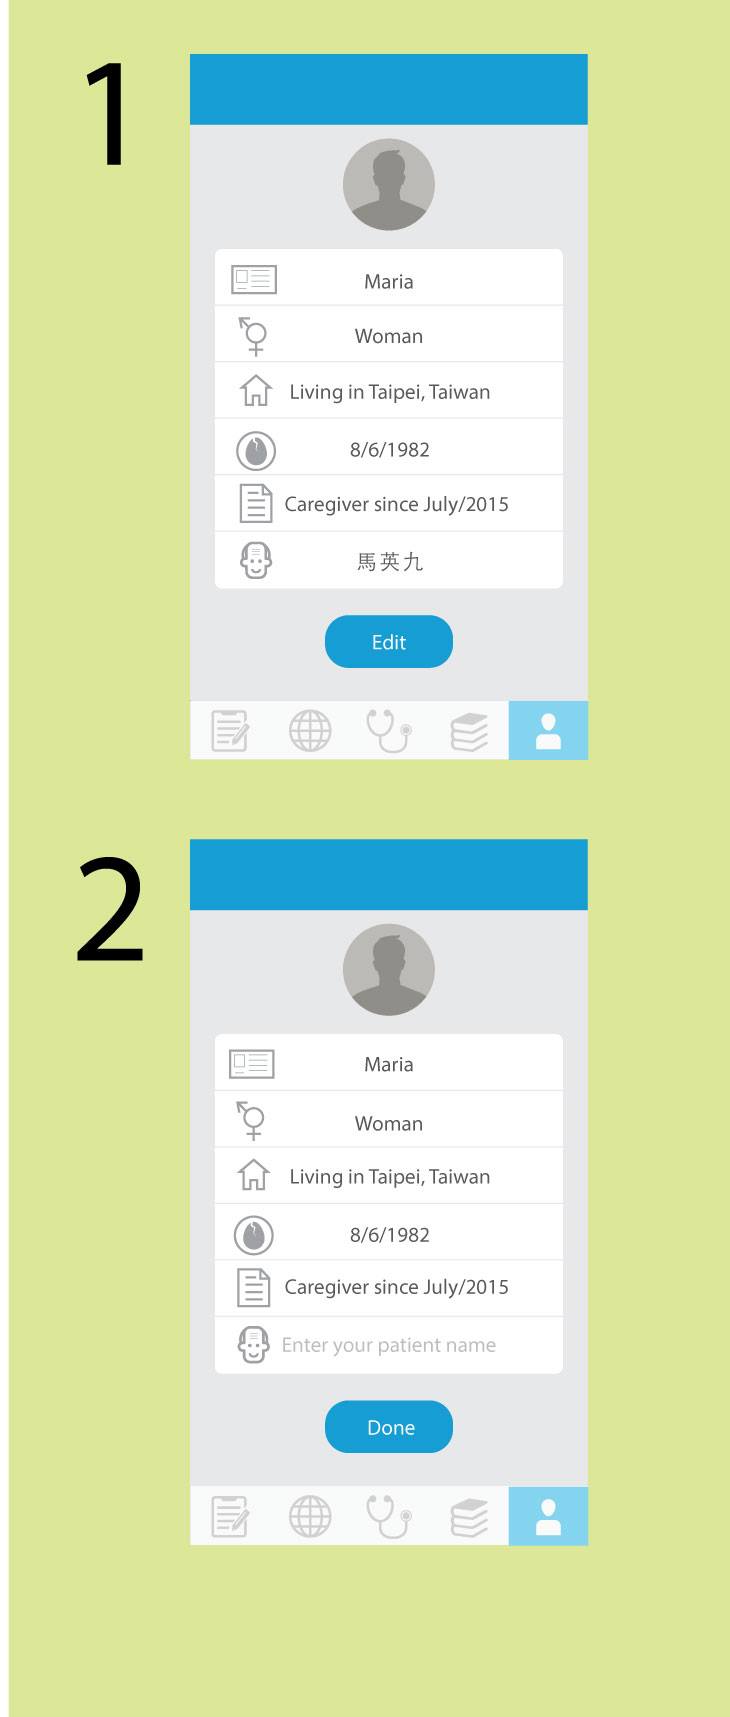 1
Maria
Woman
Living in Taipei, Taiwan
8/6/1982
Caregiver since July/2015
馬英九
Edit
2
Maria
Woman
Living in Taipei, Taiwan
8/6/1982
Caregiver since July/2015
Enter your patient name
Done